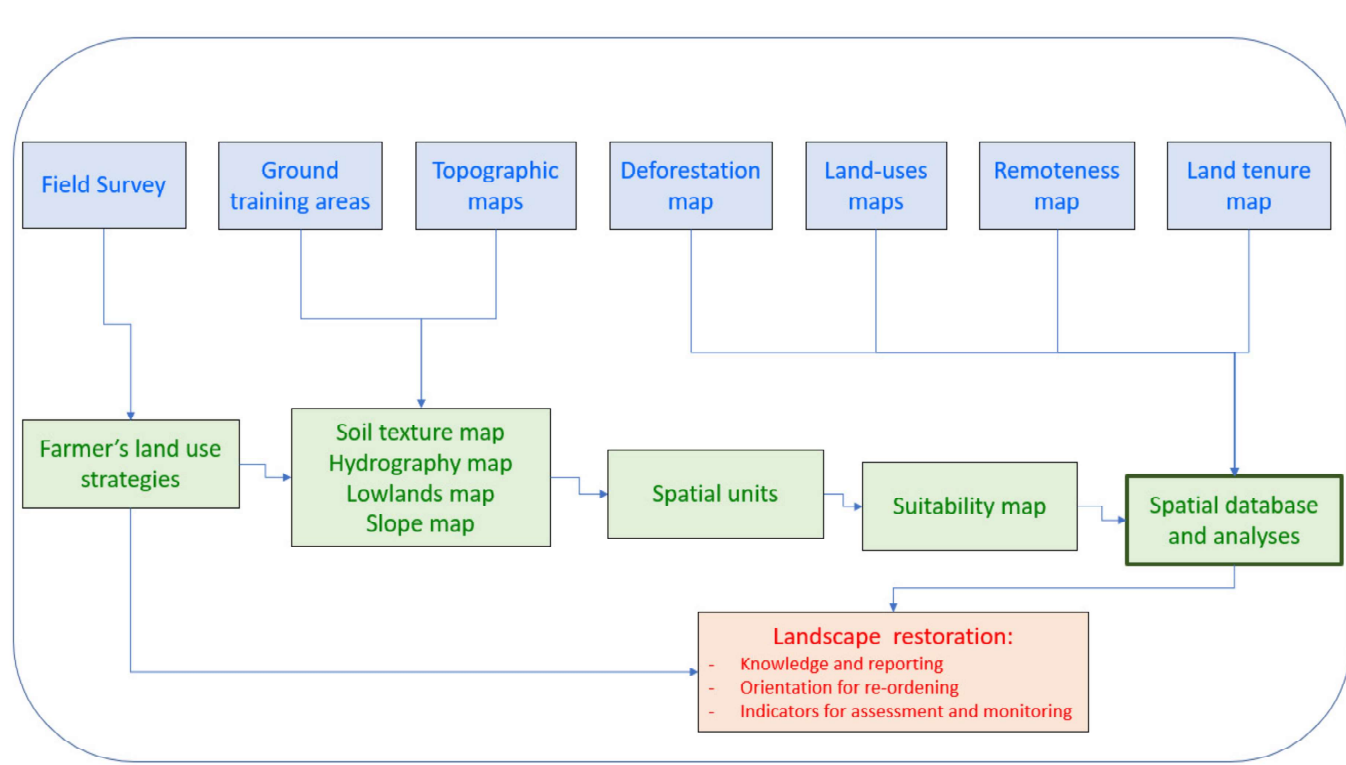 Field Survey
Ground
training areas
Topographic
maps
Deforestation
map
Land-uses
maps
Remoteness
map
Land tenure
map
Farmer’s land use
strategies
Soil texture map
Hydrography map
Lowlands map
Slope map
Spatial units
Suitability map
Spatial database
and analyses
Landscape restoration:
- Knowledge and reporting
- Orientation for re-ordering
- Indicators for assessment and monitoring